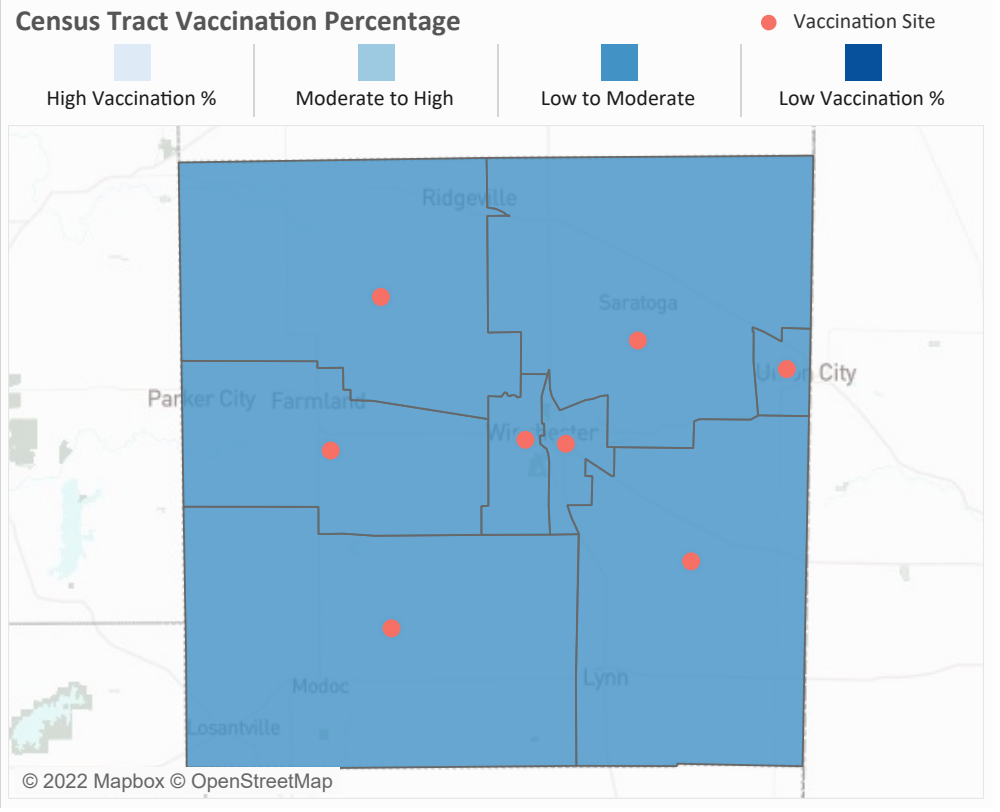 Census Tract Vaccination Percentage
Vaccination Site
High Vaccination %
Moderate to High
Low to Moderate
Low Vaccination %
Ridgeville
Saratoga
Union City
Parker City
Farmland
Winchester
Lynn
Modoc
Losantville
© 2022 Mapbox © OpenStreetMap